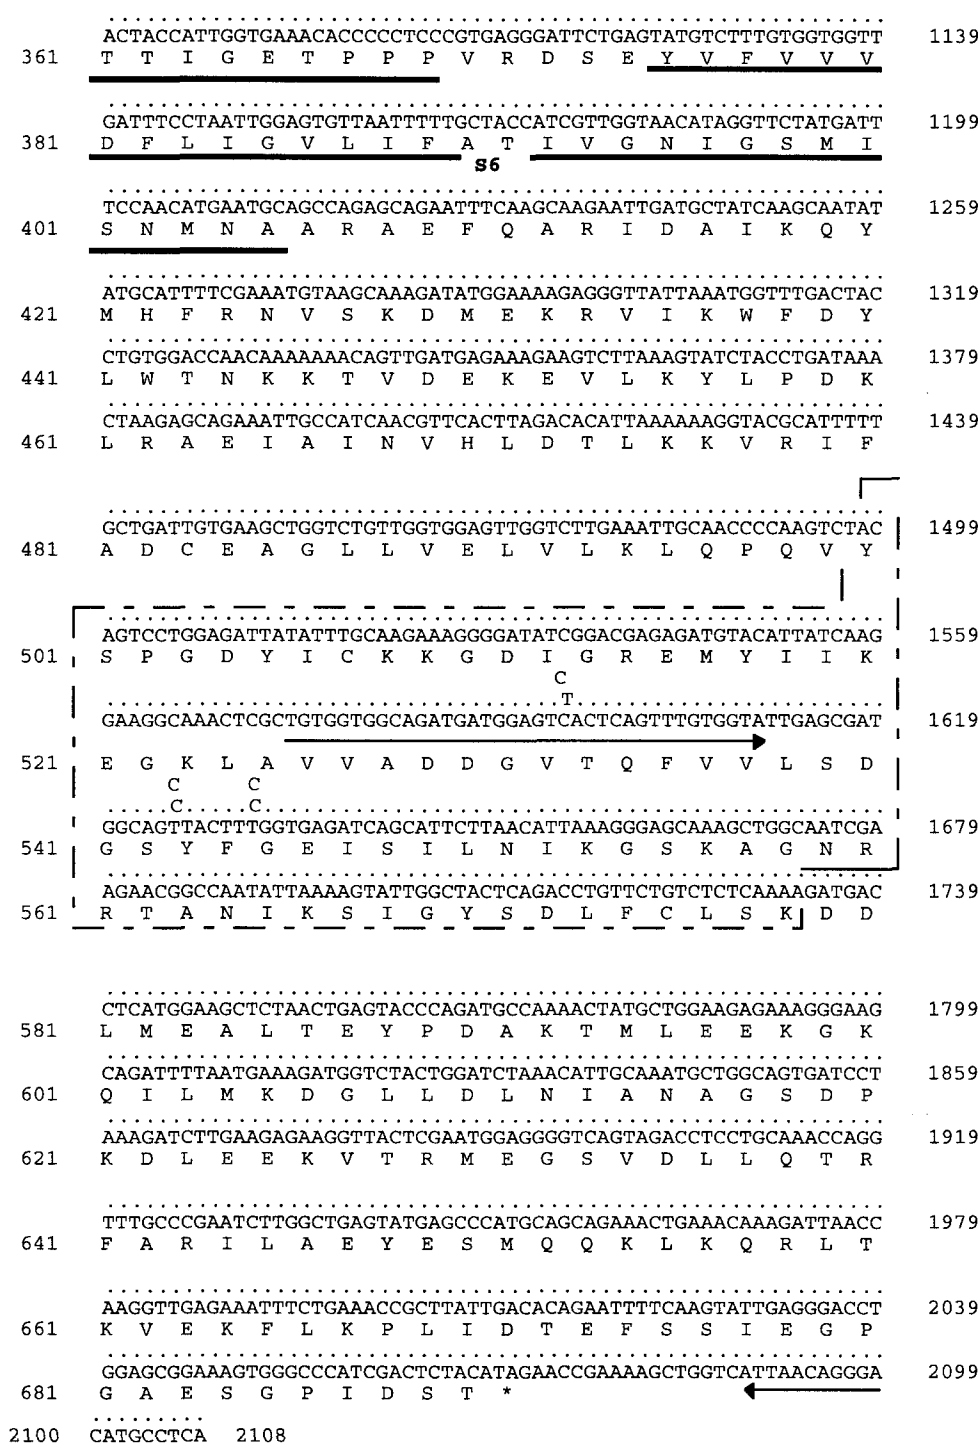 ACTACCATTGGTGAAACACCCCCTCCCGTGAGGGATTCTGAGTATGTCTTTGTGGTGGTT 1139
361 T T I G E T P P P V R D S E Y V F V V V
GATTTCCTAATTGGAGTGTTAATTTTTGCTACCATCGTTGGTAACATAGGTTCTATGATT 1199
381 D F L I G V L I F A T I V G N I G S M I
S6
TCCAACATGAATGCAGCCAGAGCAGAATTTCAAGCAAGAATTGATGCTATCAAGCAATAT 1259
401 S N M N A A R A E F Q A R I D A I K Q Y
ATGCATTTTCGAAATGTAAGCAAAGATATGGAAAAGAGGGTTATTAAATGGTTTGACTAC 1319
421 M H F R N V S K D M E K R V I K W F D Y
CTGTGGACCAACAAAAAAACAGTTGATGAGAAAGAAGTCTTAAAGTATCTACCTGATAAA 1379
441 L W T N K K T V D E K E V L K Y L P D K
CTAAGAGCAGAAATTGCCATCAACGTTCACTTAGACACATTAAAAAAGGTACGCATTTTT 1439
461 L R A E I A I N V H L D T L K K V R I F
GCTGATTGTGAAGCTGGTCTGTTGGTGGAGTTGGTCTTGAAATTGCAACCCCAAGTCTAC 1499
481 A D C E A G L L V E L V L K L Q P Q V Y
AGTCCTGGAGATTATATTTGCAAGAAAGGGGATATCGGACGAGAGATGTACATTATCAAG 1559
501 S P G D Y I C K K G D I G R E M Y I I K
C
T
GAAGGCAAACTCGCTGTGGTGGCAGATGATGGAGTCACTCAGTTTGTGGTATTGAGCGAT 1619
521 E G K L A V V A D D G V T Q F V V L S D
C C
C C
GGCAGTTACTTTGGTGAGATCAGCATTCTTAACATTAAAGGGAGCAAAGCTGGCAATCGA 1679
541 G S Y F G E I S I L N I K G S K A G N R
AGAACGGCCAATATTAAAAGTATTGGCTACTCAGACCTGTTCTGTCTCTCAAAAGATGAC 1739
561 R T A N I K S I G Y S D L F C L S K D D
CTCATGGAAGCTCTAACTGAGTACCCAGATGCCAAAACTATGCTGGAAGAGAAAGGGAAG 1799
581 L M E A L T E Y P D A K T M L E E K G K
CAGATTTTAATGAAAGATGGTCTACTGGATCTAAACATTGCAAATGCTGGCAGTGATCCT 1859
601 Q I L M K D G L L D L N I A N A G S D P
AAAGATCTTGAAGAGAAGGTTACTCGAATGGAGGGGTCAGTAGACCTCCTGCAAACCAGG 1919
621 K D L E E K V T R M E G S V D L L Q T R
TTTGCCCGAATCTTGGCTGAGTATGAGCCCATGCAGCAGAAACTGAAACAAAGATTAACC 1979
641 F A R I L A E Y E S M Q Q K L K Q R L T
AAGGTTGAGAAATTTCTGAAACCGCTTATTGACACAGAATTTTCAAGTATTGAGGGACCT 2039
661 K V E K F L K P L I D T E F S S I E G P
GGAGCGGAAAGTGGGCCCATCGACTCTACATAGAACCGAAAAGCTGGTCATTAACAGGGA 2099
681 G A E S G P I D S T *
2100 CATGCCTCA 2108